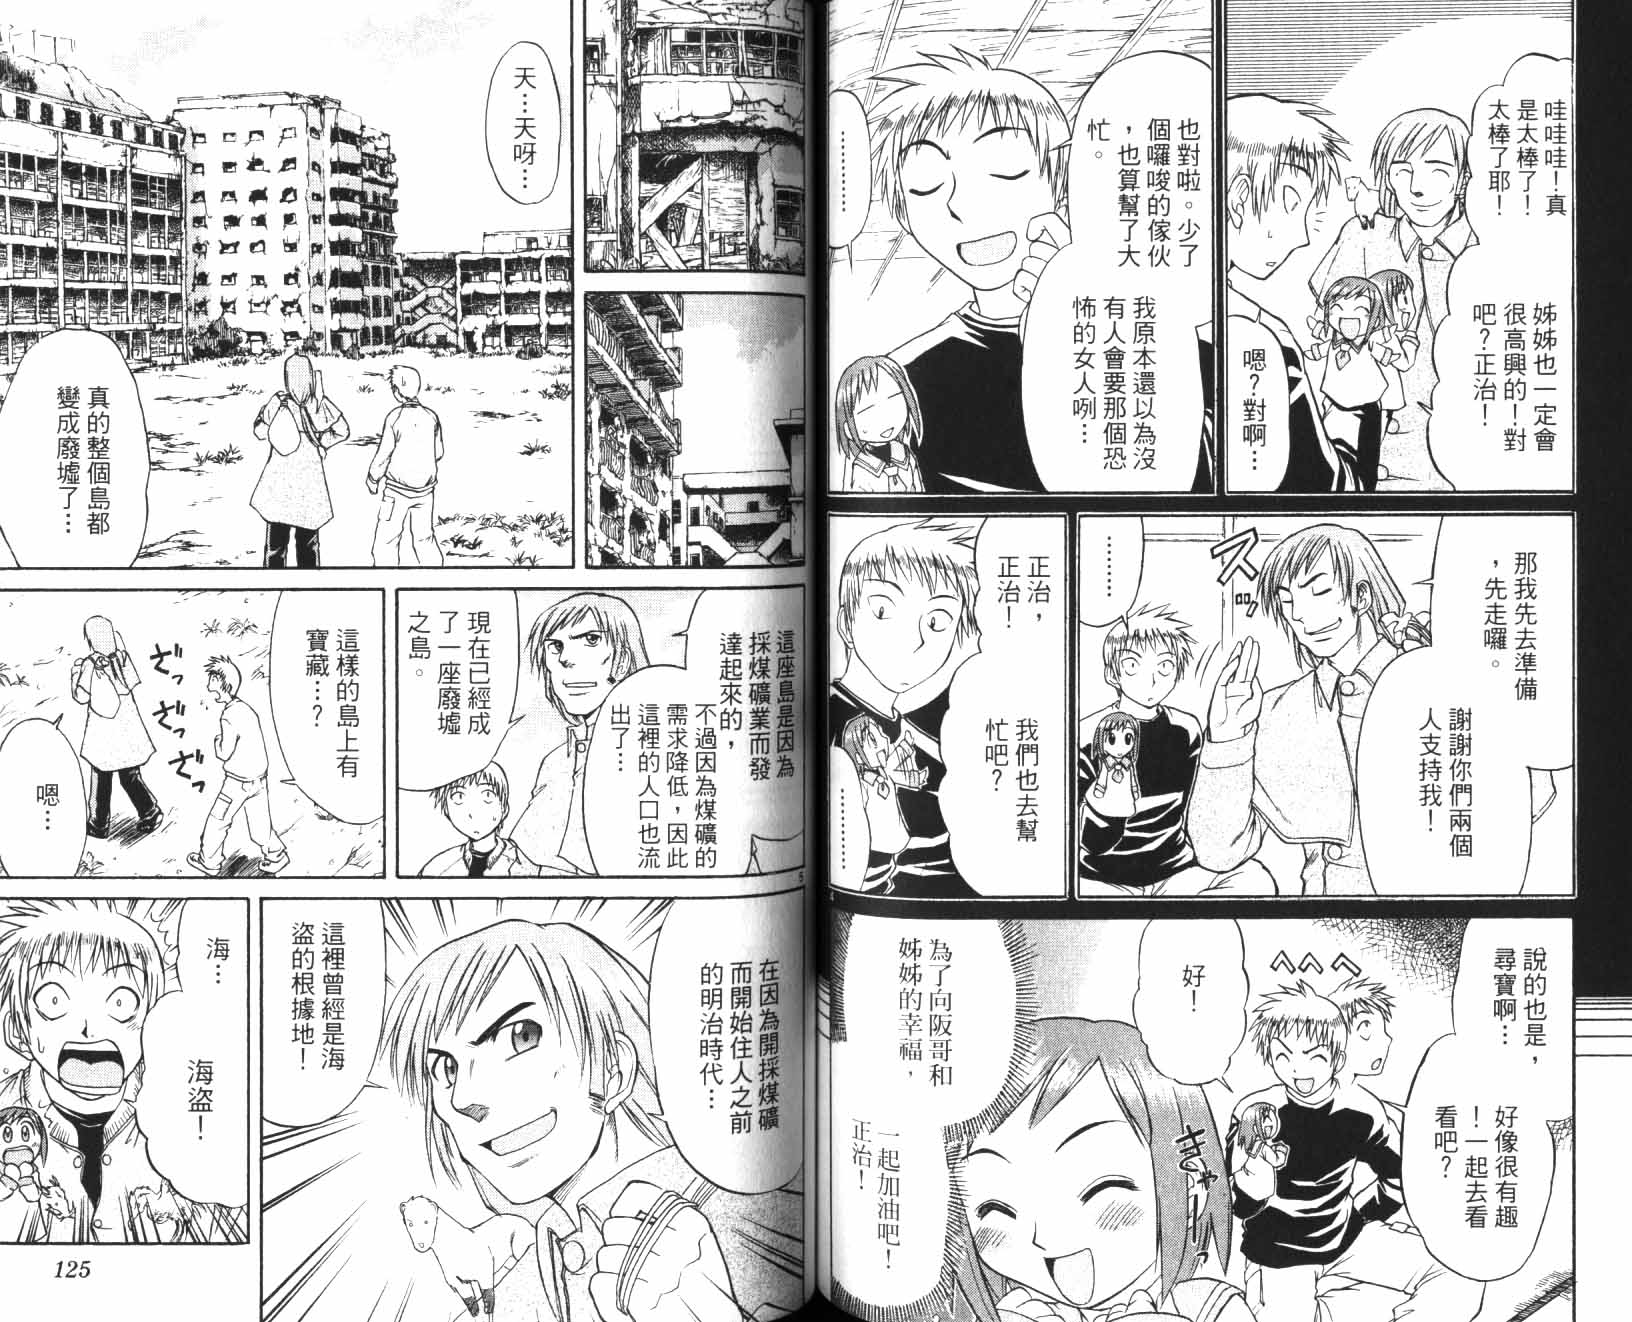 哇哇哇！真
是太棒了！
太棒了耶！
姊姊也一定會
很高興的！對
吧？正治！
嗯？對啊…
也對啦。少了
個囉唆的傢伙
，也算幫了大
忙。
我原本還以為沒
有人會要那個恐
怖的女人咧…
………
那我先去準備
，先走囉。
謝謝你們兩個
人支持我！
ス
………
正治，
正治！
我們也去幫
忙吧？
………
說的也是，
尋寶啊…
好像很有趣
！一起去看
看吧？
へへへ
好！
為了向阪哥和
姊姊的幸福，
一起加油吧！
正治！
きゃ
4
天…天呀…
真的整個島都
變成廢墟了…
這座島是因為
採煤礦業而發
達起來的，
不過因為煤礦的
需求降低，因此
這裡的人口也流
出了…
現在已經成
了一座廢墟
之島。
這樣的島上有
寶藏…？
ざっ
ざっ
嗯…
5
在因為開採煤礦
而開始住人之前
的明治時代…
這裡曾經是海
盜的根據地！
海…
海盜！
125